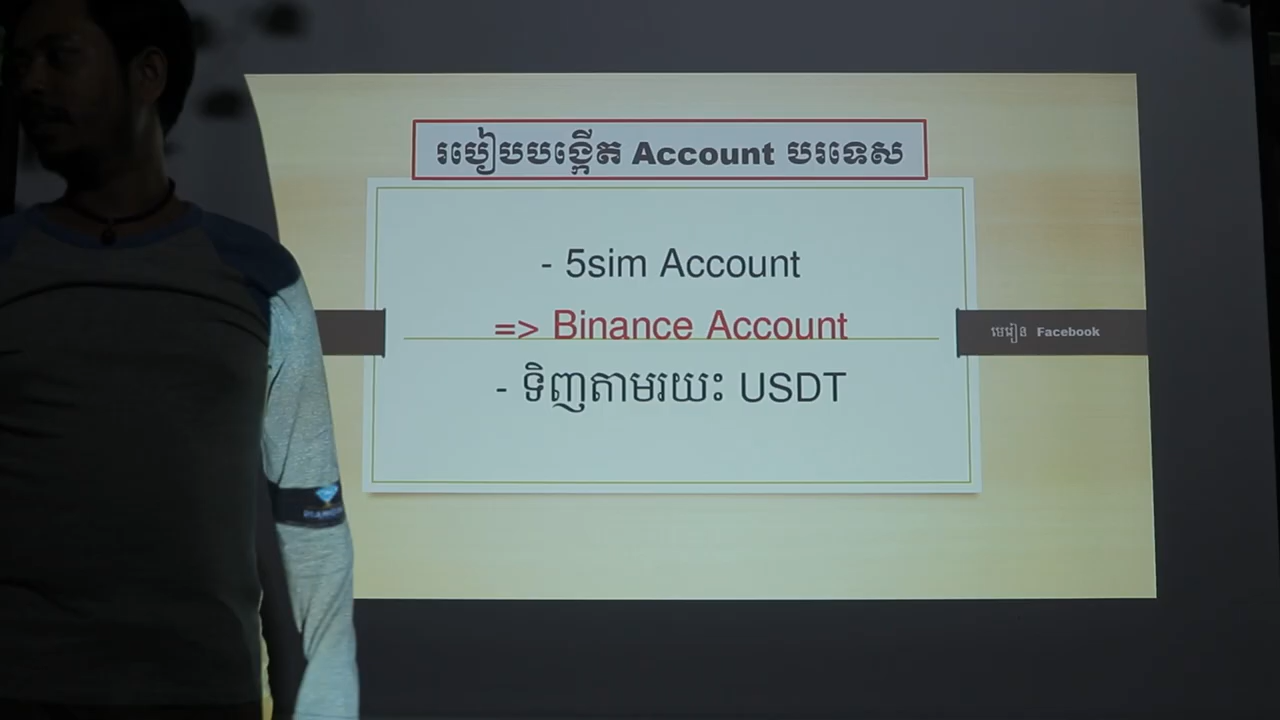 របៀបបង្កើត Account បរទេស
- 5sim Account
=> Binance Account
- ទិញតាមរយះ USDT
មេរៀន Facebook